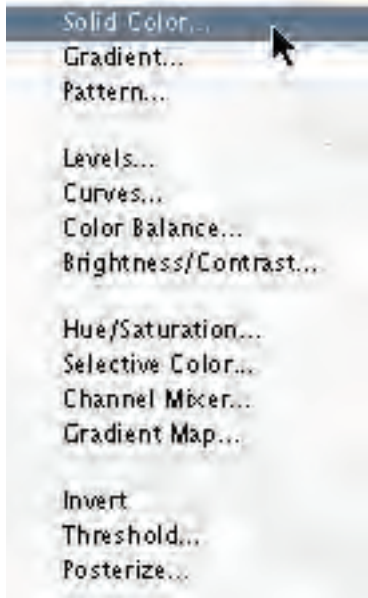 Solid Color...
Gradient...
Pattern...
Levels...
Curves...
Color Balance...
Brightness/Contrast...
Hue/Saturation...
Selective Color...
Channel Mixer...
Gradient Map...
Invert
Threshold...
Posterize...